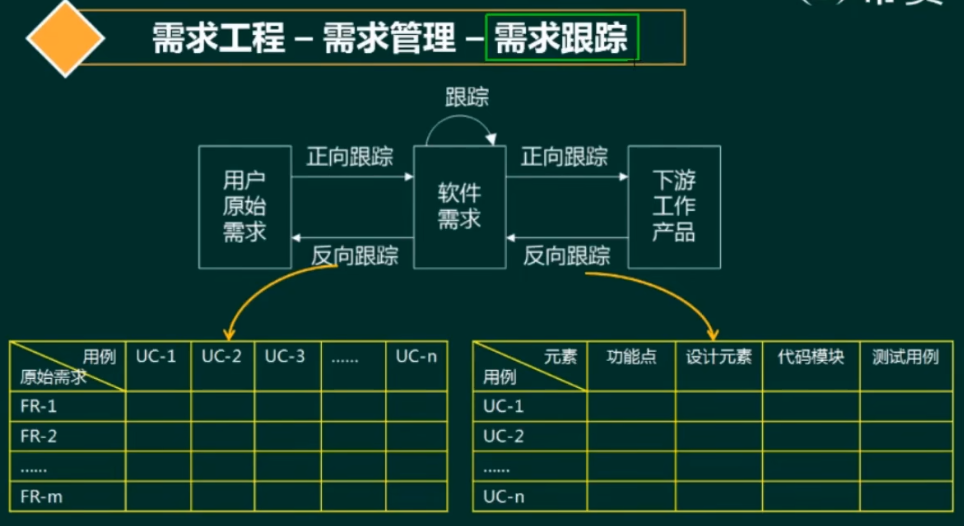 需求工程 – 需求管理 – 需求跟踪
跟踪
正向跟踪
正向跟踪
用户
原始
需求
软件
需求
下游
工作
产品
反向跟踪
反向跟踪
用例 UC-1 UC-2 UC-3 …… UC-n
原始需求
FR-1
FR-2
……
FR-m
元素 功能点 设计元素 代码模块 测试用例
用例
UC-1
UC-2
……
UC-n